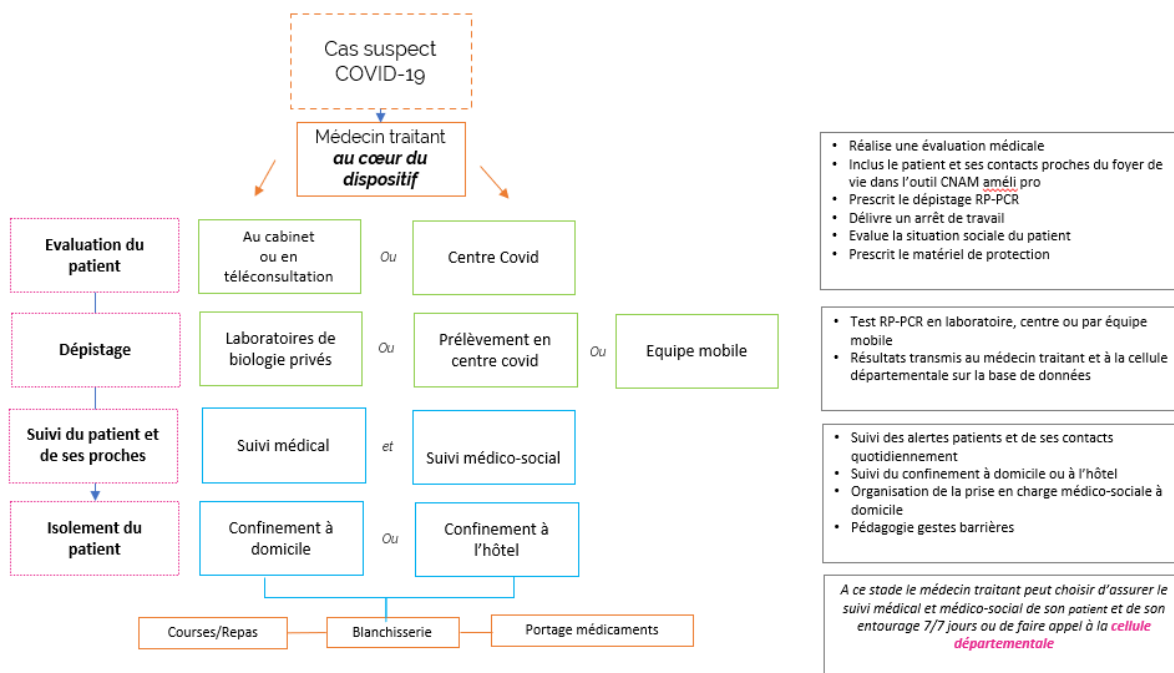 Cas suspect
COVID-19
Médecin traitant
au cœur du
dispositif
Evaluation du
patient
Au cabinet
ou en
téléconsultation
Ou
Centre Covid
Dépistage
Laboratoires de
biologie privés
Ou
Prélèvement en
centre covid
Ou
Equipe mobile
Suivi du patient et
de ses proches
Suivi médical
et
Suivi médico-social
Isolement du
patient
Confinement à
domicile
Ou
Confinement à
l’hôtel
Courses/Repas
Blanchisserie
Portage médicaments
• Réalise une évaluation médicale
• Inclus le patient et ses contacts proches du foyer de
vie dans l’outil CNAM améli pro
• Prescrit le dépistage RP-PCR
• Délivre un arrêt de travail
• Evalue la situation sociale du patient
• Prescrit le matériel de protection
• Test RP-PCR en laboratoire, centre ou par équipe
mobile
• Résultats transmis au médecin traitant et à la cellule
départementale sur la base de données
• Suivi des alertes patients et de ses contacts
quotidiennement
• Suivi du confinement à domicile ou à l’hôtel
• Organisation de la prise en charge médico-sociale à
domicile
• Pédagogie gestes barrières
A ce stade le médecin traitant peut choisir d’assurer le
suivi médical et médico-social de son patient et de son
entourage 7/7 jours ou de faire appel à la cellule
départementale